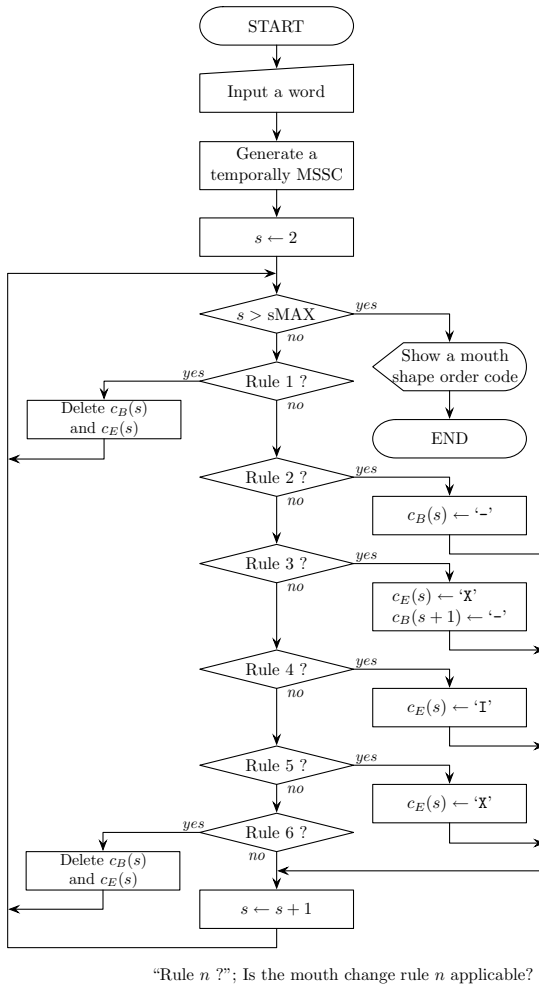 START
Input a word
Generate a
temporally MSSC
s ← 2
s > sMAX
yes
no
Show a mouth
shape order code
END
Rule 1 ?
yes
no
Delete c_B(s)
and c_E(s)
Rule 2 ?
yes
no
c_B(s) ← ‘-’
Rule 3 ?
yes
no
c_E(s) ← ‘X’
c_B(s + 1) ← ‘-’
Rule 4 ?
yes
no
c_E(s) ← ‘I’
Rule 5 ?
yes
no
c_E(s) ← ‘X’
Rule 6 ?
yes
no
Delete c_B(s)
and c_E(s)
s ← s + 1
“Rule n ?”; Is the mouth change rule n applicable?